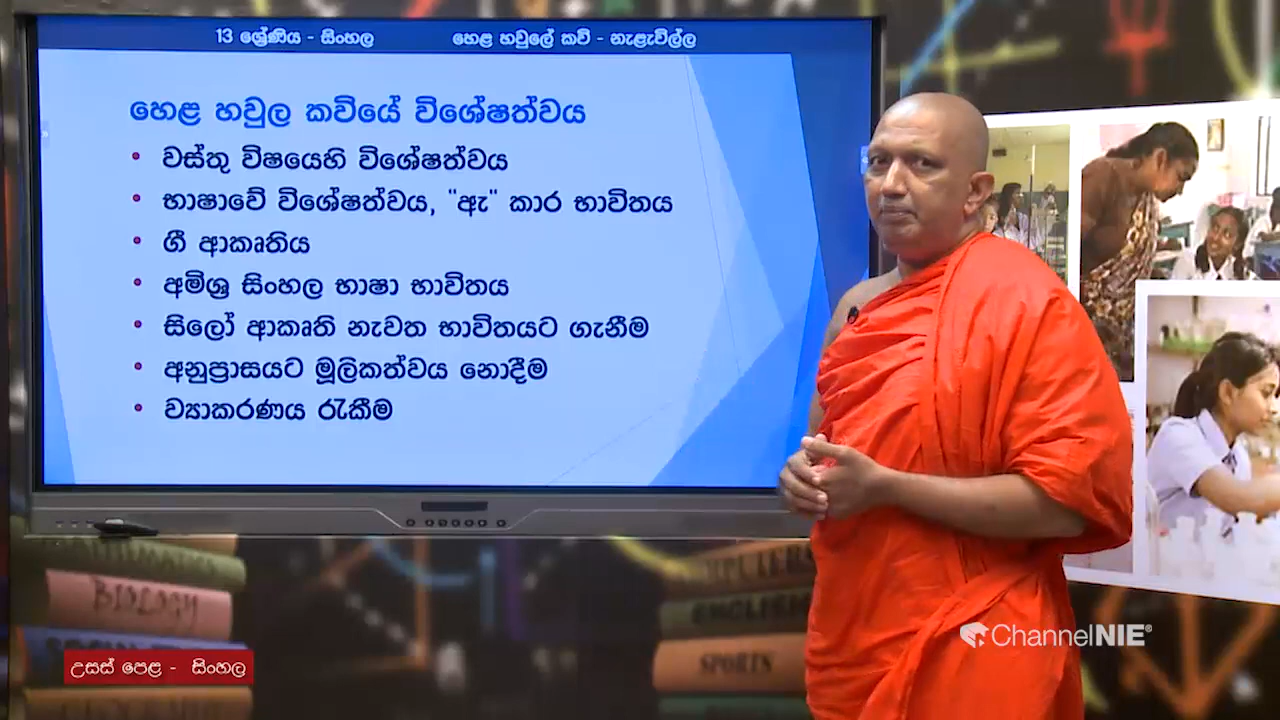 13 ශ්‍රේණිය - සිංහල හෙළ හවුලේ කවි - නැළැවිල්ල
හෙළ හවුල කවියේ විශේෂත්වය
• වස්තු විෂයෙහි විශේෂත්වය
• භාෂාවේ විශේෂත්වය, "ඇ" කාර භාවිතය
• ගී ආකෘතිය
• අමිශ්‍ර සිංහල භාෂා භාවිතය
• සිලෝ ආකෘති නැවත භාවිතයට ගැනීම
• අනුප්‍රාසයට මූලිකත්වය නොදීම
• ව්‍යාකරණය රැකීම
BIOLOGY
COMPUTERS
ENGLISH
SPORTS
ChannelNIE®
උසස් පෙළ - සිංහල